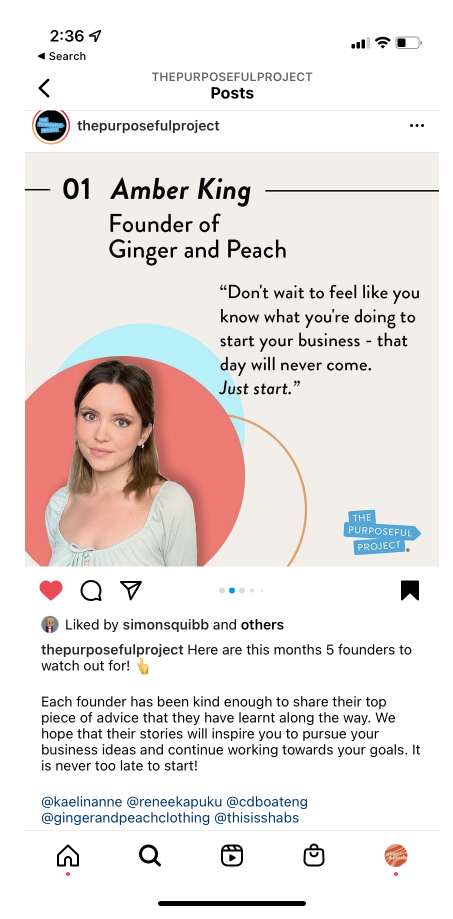 2:36
Search
THEPURPOSEFULPROJECT
Posts
THE
PURPOSEFUL
PROJECT
thepurposefulproject
01 Amber King
Founder of
Ginger and Peach
“Don't wait to feel like you
know what you're doing to
start your business - that
day will never come.
Just start.”
THE
PURPOSEFUL
PROJECT
Liked by simonsquibb and others
thepurposefulproject Here are this months 5 founders to
watch out for! 👆
Each founder has been kind enough to share their top
piece of advice that they have learnt along the way. We
hope that their stories will inspire you to pursue your
business ideas and continue working towards your goals. It
is never too late to start!
@kaelinanne @reneekapuku @cdboateng
@gingerandpeachclothing @thisisshabs